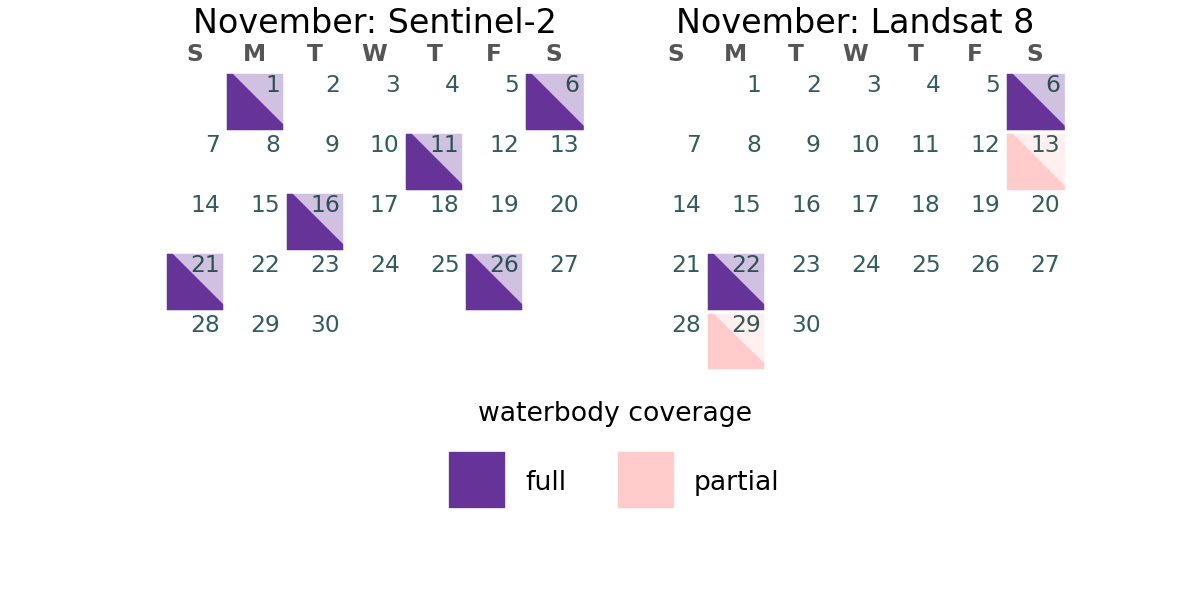 November: Sentinel-2
S M T W T F S
1 2 3 4 5 6
7 8 9 10 11 12 13
14 15 16 17 18 19 20
21 22 23 24 25 26 27
28 29 30
November: Landsat 8
S M T W T F S
1 2 3 4 5 6
7 8 9 10 11 12 13
14 15 16 17 18 19 20
21 22 23 24 25 26 27
28 29 30
waterbody coverage
full partial